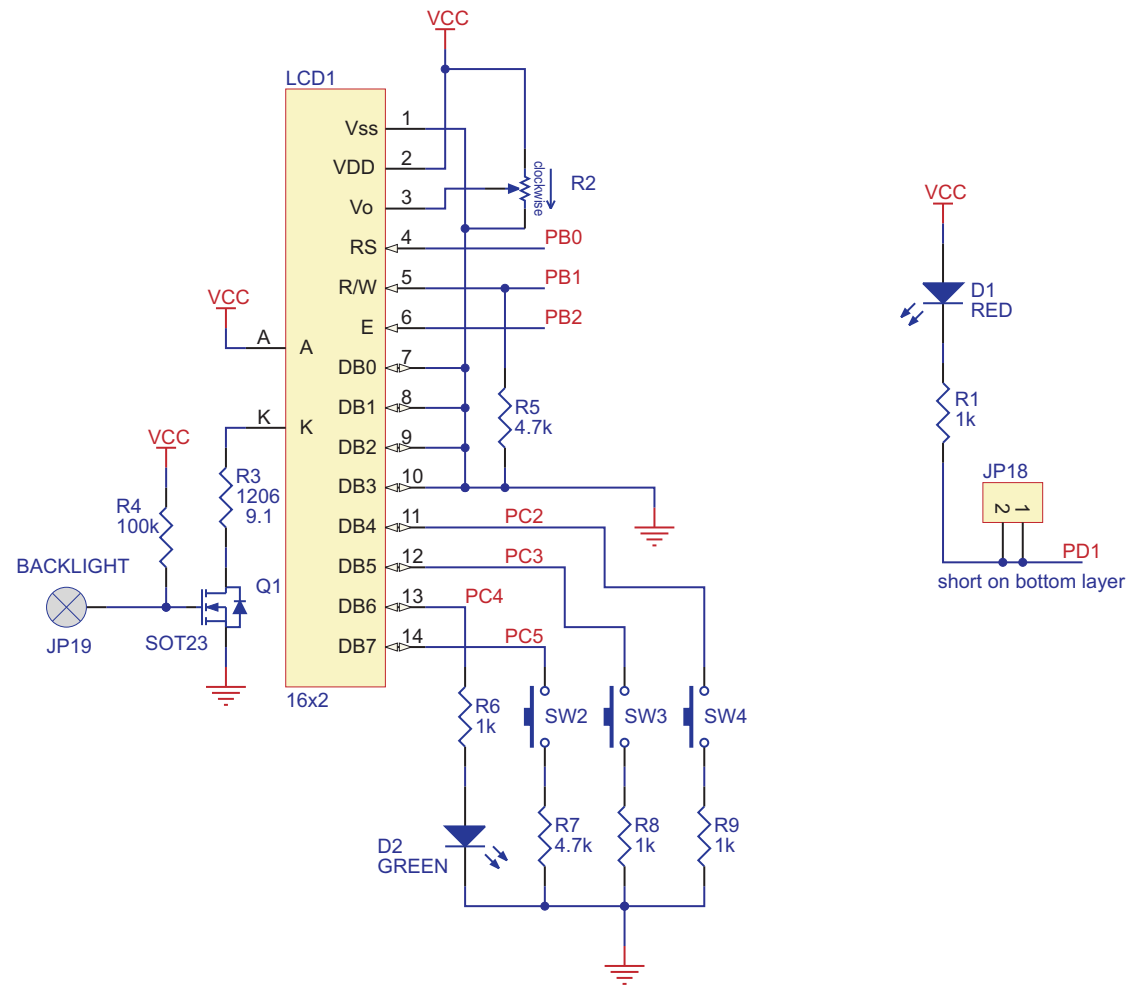 VCC
LCD1
Vss 1
VDD 2
Vo 3
clockwise
R2
RS 4 PB0
R/W 5 PB1
E 6 PB2
DB0 7
DB1 8
DB2 9
DB3 10
DB4 11 PC2
DB5 12 PC3
DB6 13 PC4
DB7 14 PC5
VCC
A A
K K
R5
4.7k
VCC
R3
1206
9.1
R4
100k
BACKLIGHT
JP19
Q1
SOT23
16x2
R6
1k
SW2
SW3
SW4
D2
GREEN
R7
4.7k
R8
1k
R9
1k
VCC
D1
RED
R1
1k
JP18
2 1
PD1
short on bottom layer